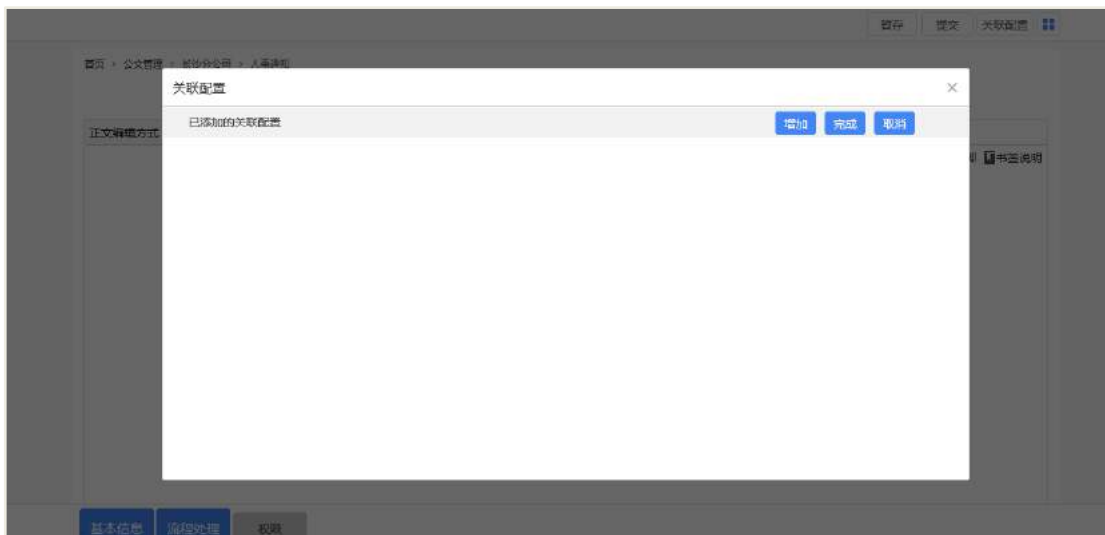 暂存 提交 关联配置
首页 > 公文管理 > 长沙分公司 > 人事通知
关联配置
已添加的关联配置 增加 完成 取消
正文编辑方式
书签说明
基本信息 流程处理 权限